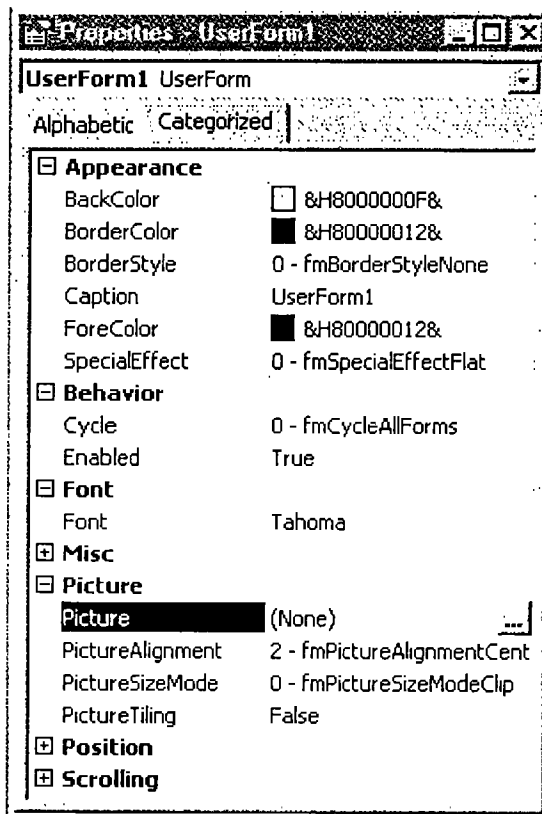 Properties - UserForm1
UserForm1 UserForm
Alphabetic Categorized
Appearance
BackColor &H8000000F&
BorderColor &H80000012&
BorderStyle 0 - fmBorderStyleNone
Caption UserForm1
ForeColor &H80000012&
SpecialEffect 0 - fmSpecialEffectFlat
Behavior
Cycle 0 - fmCycleAllForms
Enabled True
Font
Font Tahoma
Misc
Picture
Picture (None) ...
PictureAlignment 2 - fmPictureAlignmentCent
PictureSizeMode 0 - fmPictureSizeModeClip
PictureTiling False
Position
Scrolling